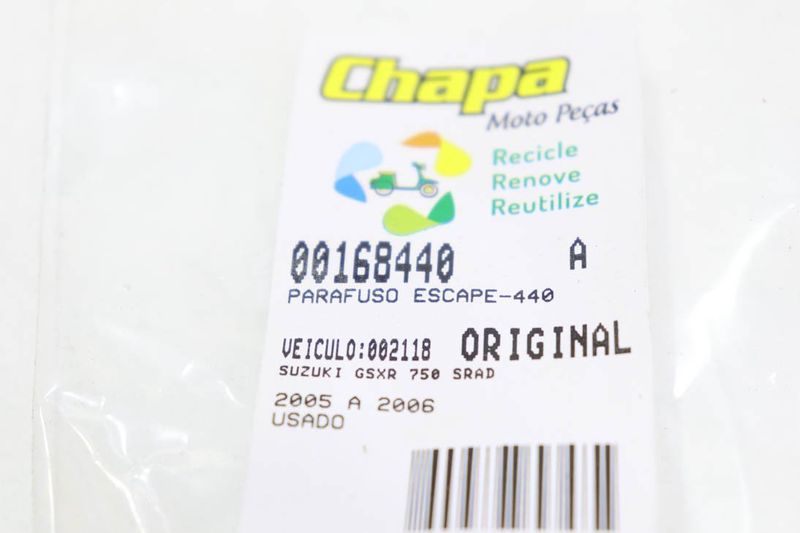 Chapa
Moto Peças
Recicle
Renove
Reutilize
00168440 A
PARAFUSO ESCAPE-440
VEICULO:002118 ORIGINAL
SUZUKI GSXR 750 SRAD
2005 A 2006
USADO